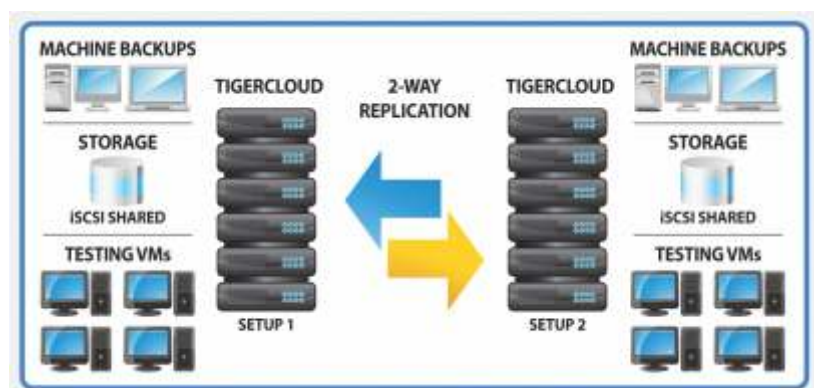 MACHINE BACKUPS
STORAGE
iSCSI SHARED
TESTING VMs
TIGERCLOUD
SETUP 1
2-WAY
REPLICATION
TIGERCLOUD
SETUP 2
MACHINE BACKUPS
STORAGE
iSCSI SHARED
TESTING VMs